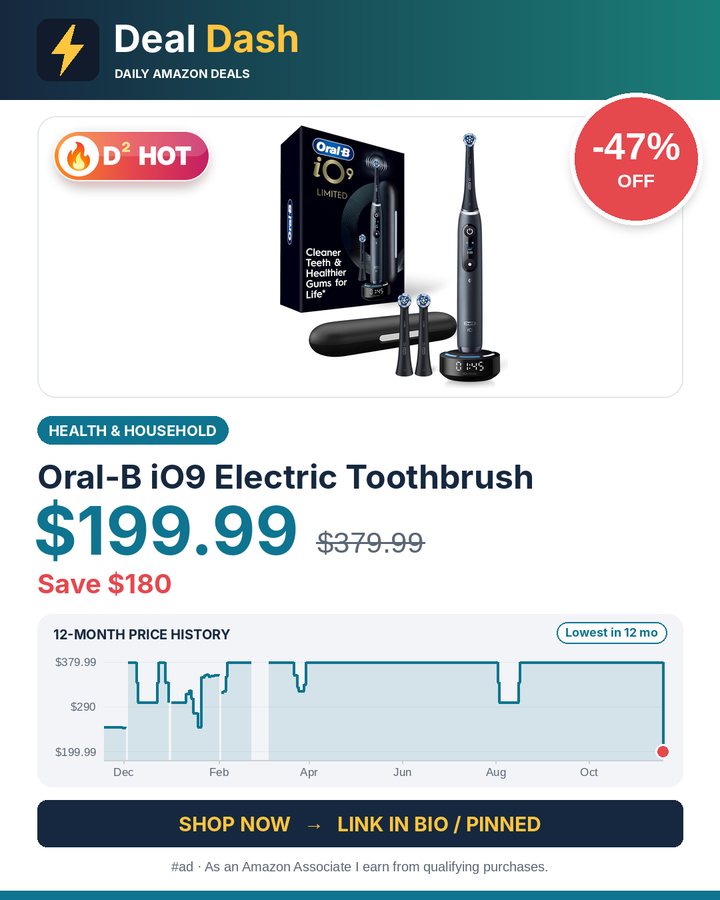 Deal Dash
DAILY AMAZON DEALS
D² HOT
-47%
OFF
Oral-B
iO9
LIMITED
Oral-B
Cleaner
Teeth &
Healthier
Gums for
Life*
01:45
HEALTH & HOUSEHOLD
Oral-B iO9 Electric Toothbrush
$199.99 $379.99
Save $180
12-MONTH PRICE HISTORY
Lowest in 12 mo
$379.99
$290
$199.99
Dec Feb Apr Jun Aug Oct
SHOP NOW → LINK IN BIO / PINNED
#ad · As an Amazon Associate I earn from qualifying purchases.